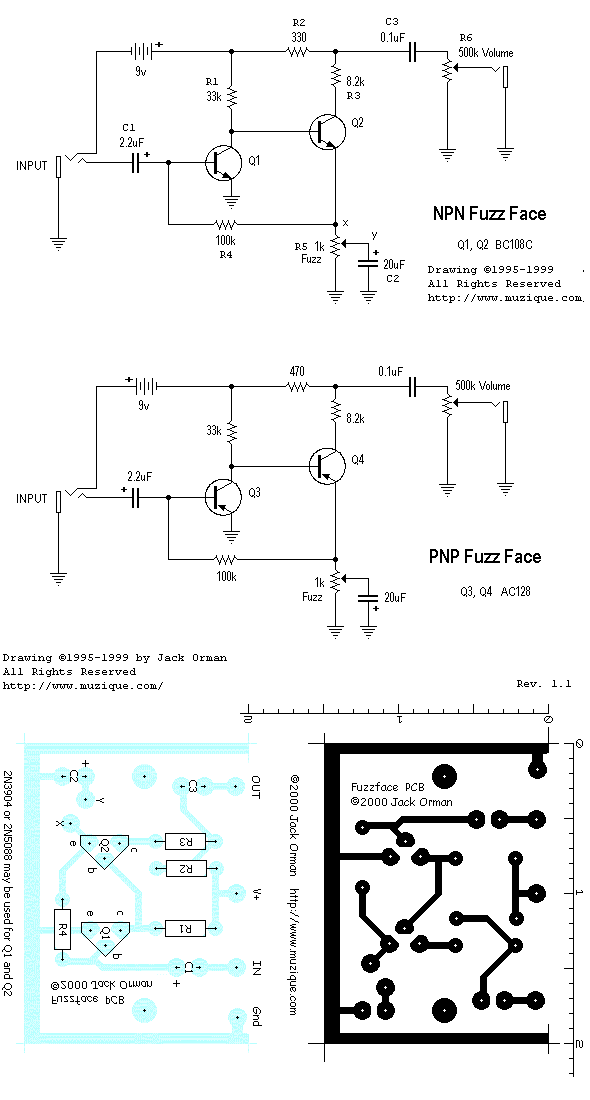 C3
R2
0.1uF
R6
330
500k Volume
+
9v
R1
33k
8.2k
R3
C1
2.2uF
+
Q2
INPUT
Q1
NPN Fuzz Face
x
y
100k
R4
R5 1k
Fuzz
+
20uF
C2
Q1, Q2 BC108C
Drawing ©1995-1999
All Rights Reserved
http://www.muzique.com
470
0.1uF
500k Volume
+
9v
33k
8.2k
2.2uF
+
Q4
INPUT
Q3
PNP Fuzz Face
100k
1k
Fuzz
20uF
+
Q3, Q4 AC128
Drawing ©1995-1999 by Jack Orman
All Rights Reserved
http://www.muzique.com/
Rev. 1.1
2
1
0
0
1
2
2N3904 or 2N5088 may be used for Q1 and Q2
+
C2
Y
X
C3
OUT
e
Q2
c
b
R3
R2
V+
R4
e
c
Q1
b
R1
C1
+
IN
©2000 Jack Orman
Fuzzface PCB
Gnd
©2000 Jack Orman http://www.muzique.com
Fuzzface PCB
©2000 Jack Orman